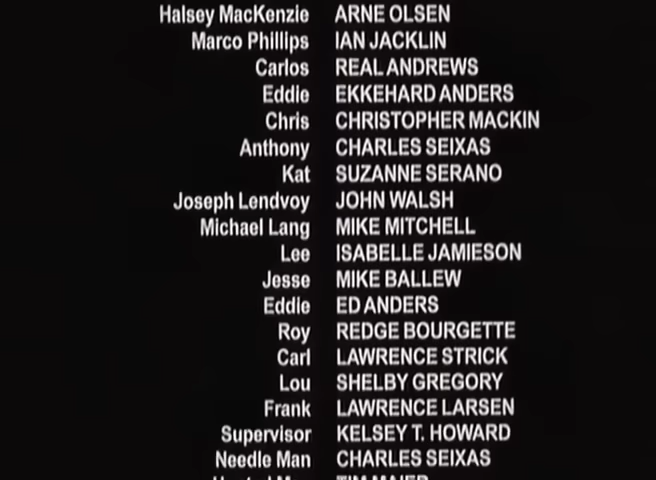 Halsey MacKenzie ARNE OLSEN
Marco Phillips IAN JACKLIN
Carlos REAL ANDREWS
Eddie EKKEHARD ANDERS
Chris CHRISTOPHER MACKIN
Anthony CHARLES SEIXAS
Kat SUZANNE SERANO
Joseph Lendvoy JOHN WALSH
Michael Lang MIKE MITCHELL
Lee ISABELLE JAMIESON
Jesse MIKE BALLEW
Eddie ED ANDERS
Roy REDGE BOURGETTE
Carl LAWRENCE STRICK
Lou SHELBY GREGORY
Frank LAWRENCE LARSEN
Supervisor KELSEY T. HOWARD
Needle Man CHARLES SEIXAS